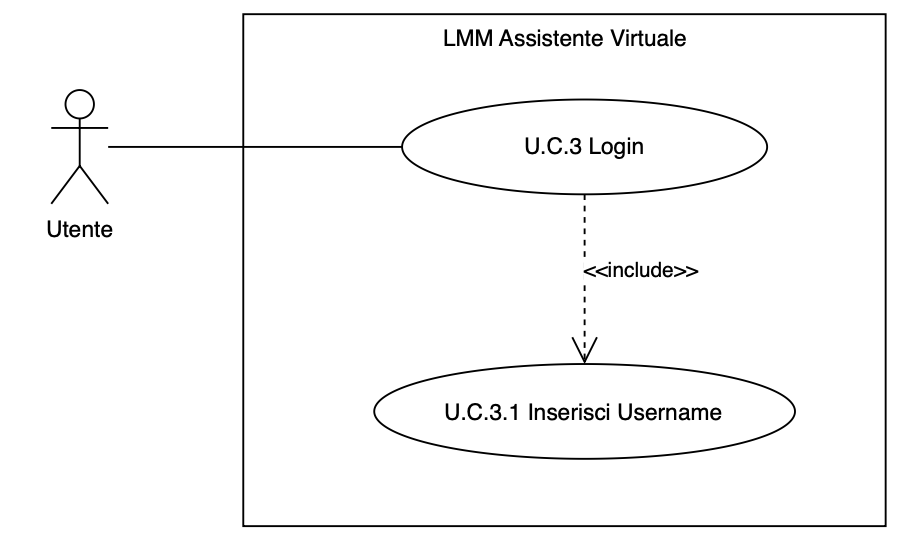 LMM Assistente Virtuale
U.C.3 Login
Utente
<<include>>
U.C.3.1 Inserisci Username